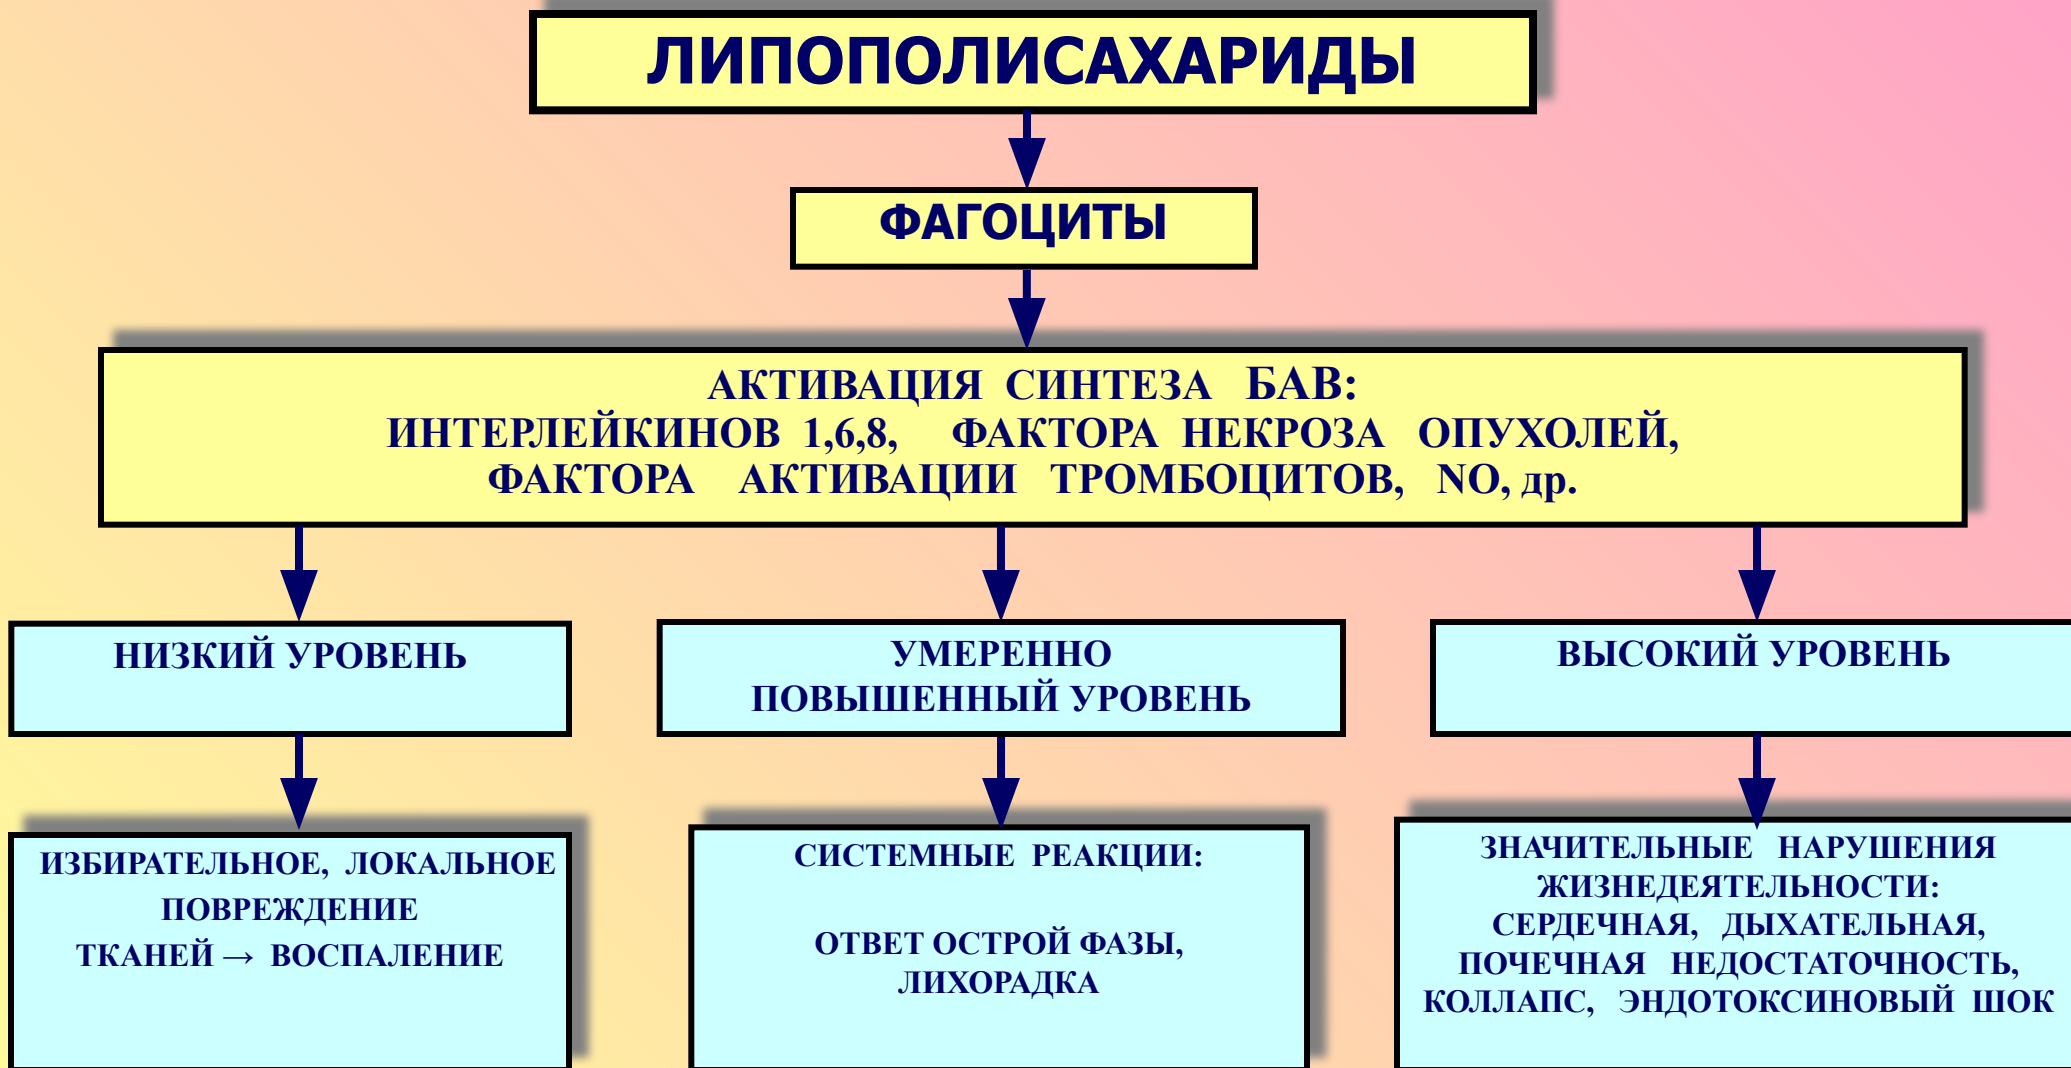 ЛИПОПОЛИСАХАРИДЫ
ФАГОЦИТЫ
АКТИВАЦИЯ СИНТЕЗА БАВ:
ИНТЕРЛЕЙКИНОВ 1,6,8, ФАКТОРА НЕКРОЗА ОПУХОЛЕЙ,
ФАКТОРА АКТИВАЦИИ ТРОМБОЦИТОВ, NO, др.
НИЗКИЙ УРОВЕНЬ
УМЕРЕННО
ПОВЫШЕННЫЙ УРОВЕНЬ
ВЫСОКИЙ УРОВЕНЬ
ИЗБИРАТЕЛЬНОЕ, ЛОКАЛЬНОЕ
ПОВРЕЖДЕНИЕ
ТКАНЕЙ → ВОСПАЛЕНИЕ
СИСТЕМНЫЕ РЕАКЦИИ:
ОТВЕТ ОСТРОЙ ФАЗЫ,
ЛИХОРАДКА
ЗНАЧИТЕЛЬНЫЕ НАРУШЕНИЯ
ЖИЗНЕДЕЯТЕЛЬНОСТИ:
СЕРДЕЧНАЯ, ДЫХАТЕЛЬНАЯ,
ПОЧЕЧНАЯ НЕДОСТАТОЧНОСТЬ,
КОЛЛАПС, ЭНДОТОКСИНОВЫЙ ШОК